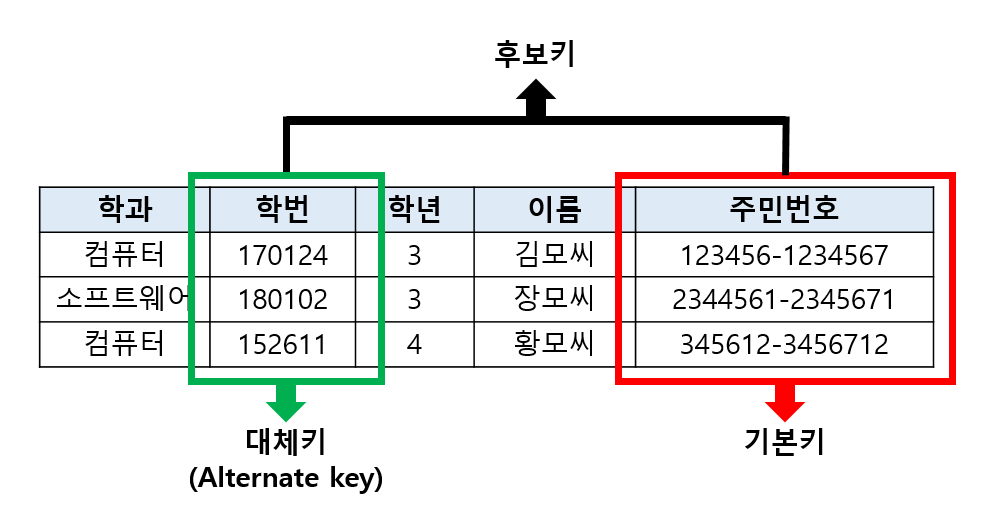 후보키
학과 학번 학년 이름 주민번호
컴퓨터 170124 3 김모씨 123456-1234567
소프트웨어 180102 3 장모씨 2344561-2345671
컴퓨터 152611 4 황모씨 345612-3456712
대체키 기본키
(Alternate key)